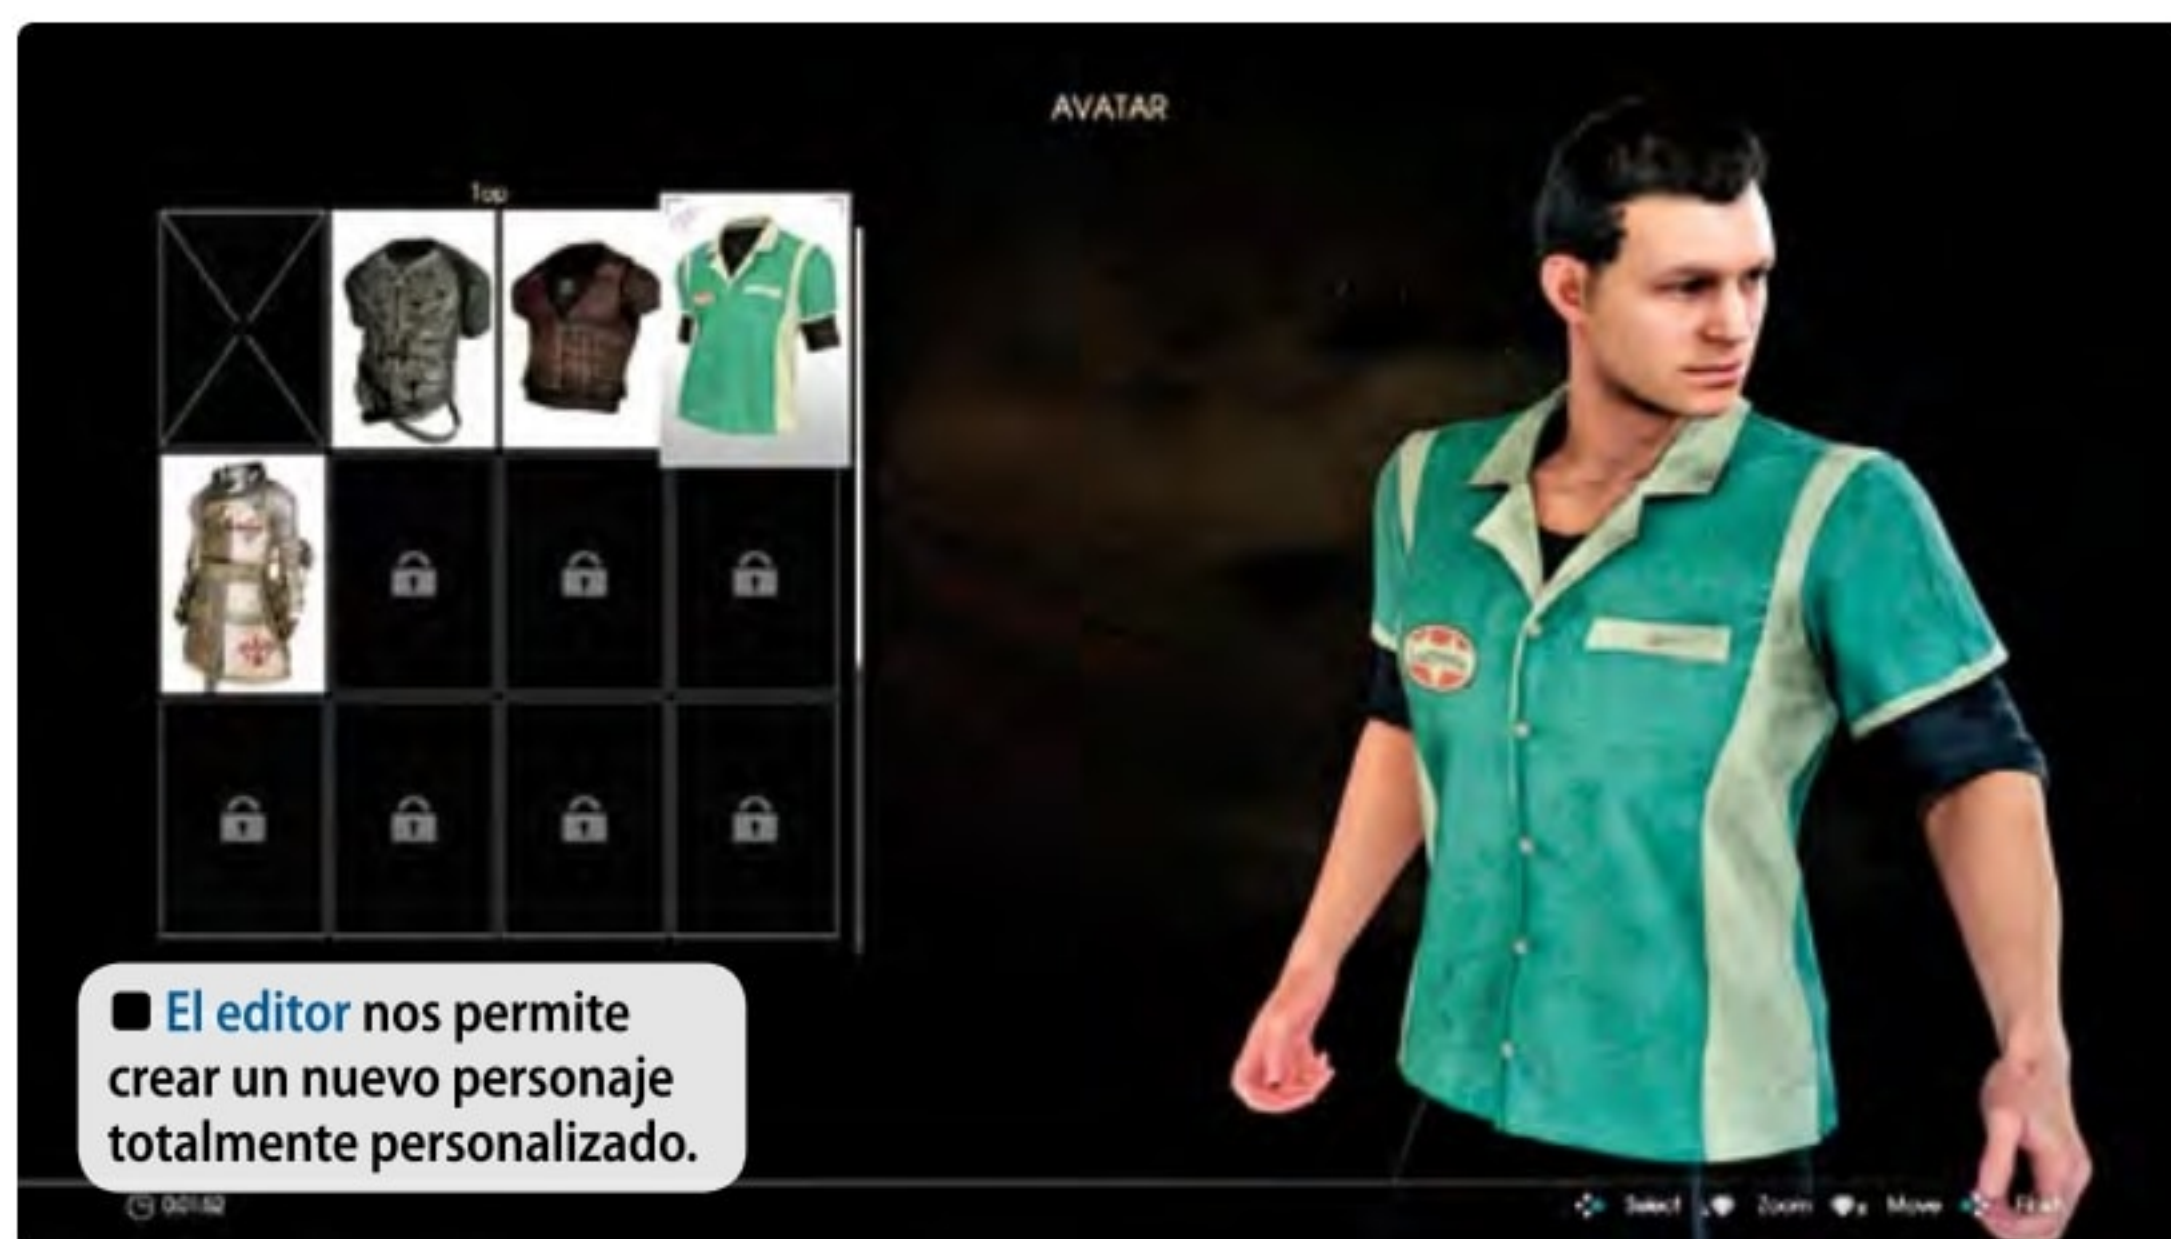 AVATAR
Top
■ El editor nos permite
crear un nuevo personaje
totalmente personalizado.
Select Zoom Move